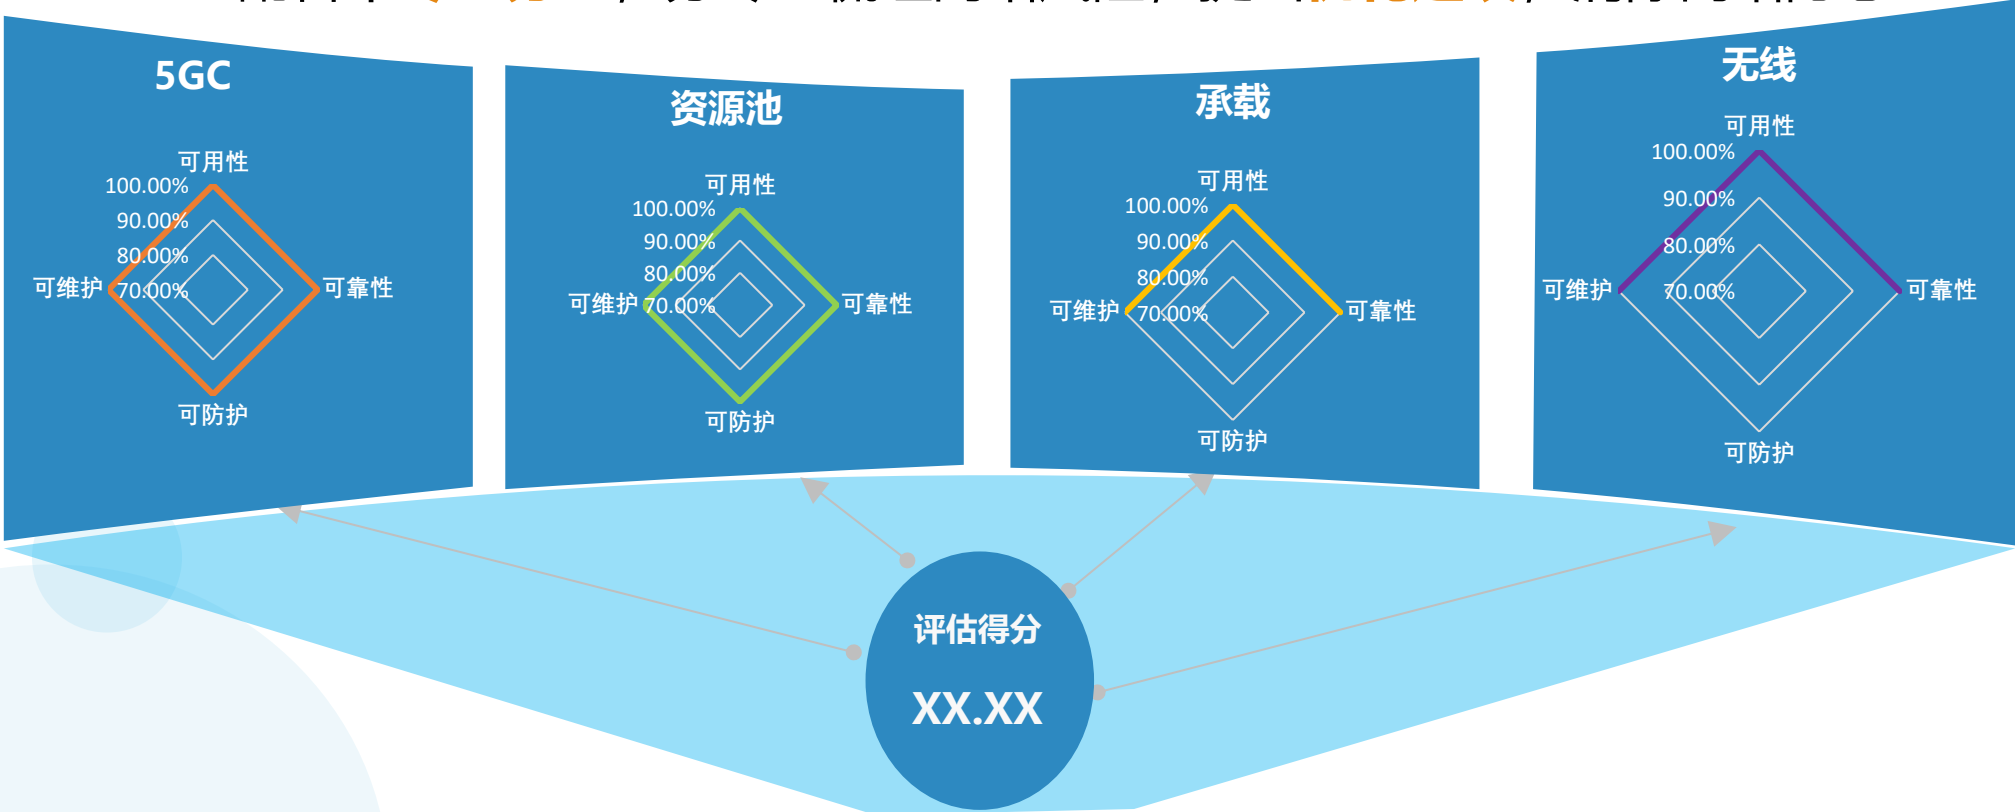 5GC
可用性
100.00%
90.00%
80.00%
70.00%
可维护
可靠性
可防护
资源池
可用性
100.00%
90.00%
80.00%
70.00%
可维护
可靠性
可防护
承载
可用性
100.00%
90.00%
80.00%
70.00%
可维护
可靠性
可防护
无线
可用性
100.00%
90.00%
80.00%
70.00%
可维护
可靠性
可防护
评估得分
XX.XX